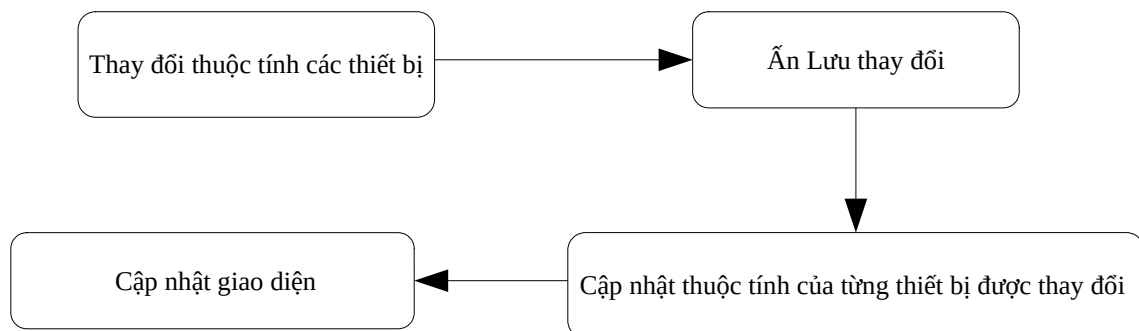 Thay đổi thuộc tính các thiết bị
Ấn Lưu thay đổi
Cập nhật thuộc tính của từng thiết bị được thay đổi
Cập nhật giao diện